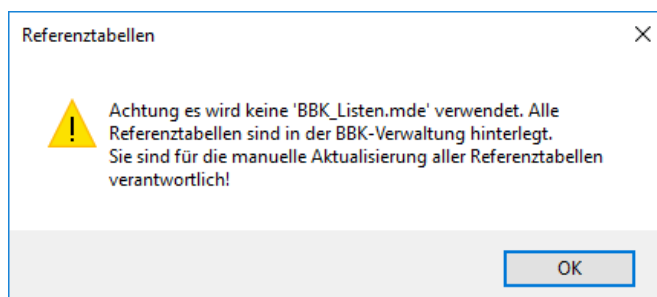 Referenztabellen
Achtung es wird keine 'BBK_Listen.mde' verwendet. Alle
Referenztabellen sind in der BBK-Verwaltung hinterlegt.
Sie sind für die manuelle Aktualisierung aller Referenztabellen
verantwortlich!
OK